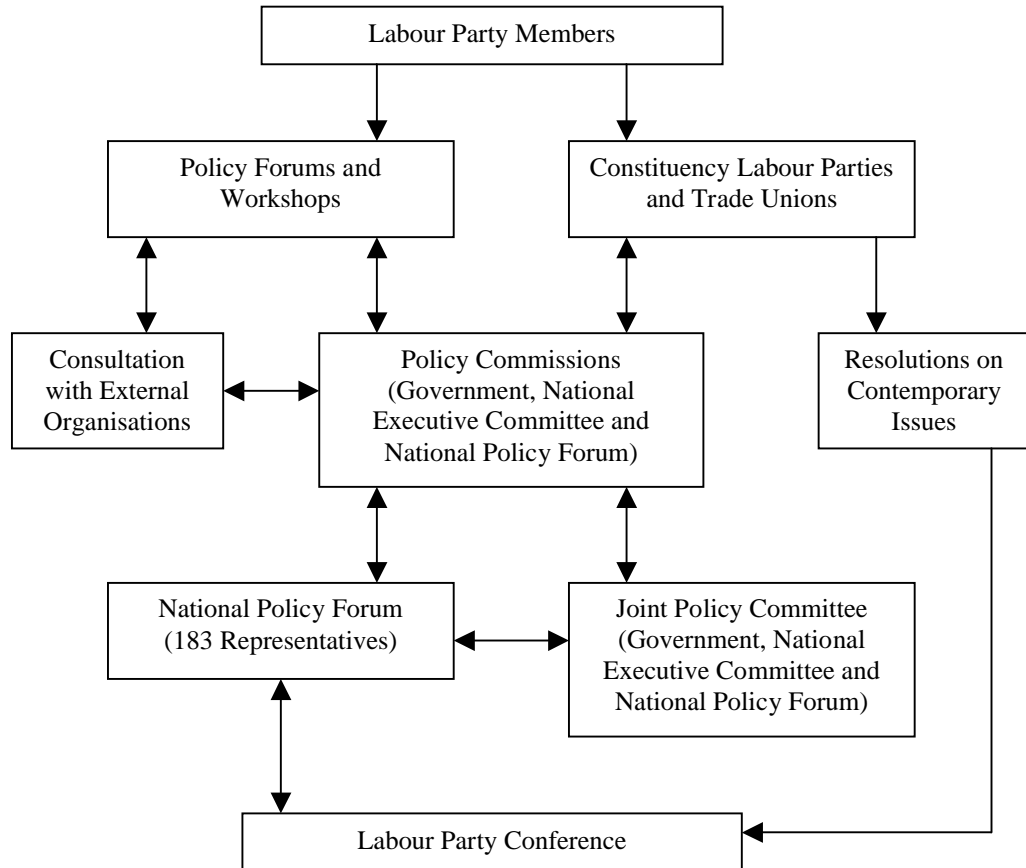 Labour Party Members
Policy Forums and
Workshops
Constituency Labour Parties
and Trade Unions
Consultation
with External
Organisations
Policy Commissions
(Government, National
Executive Committee and
National Policy Forum)
Resolutions on
Contemporary
Issues
National Policy Forum
(183 Representatives)
Joint Policy Committee
(Government, National
Executive Committee and
National Policy Forum)
Labour Party Conference